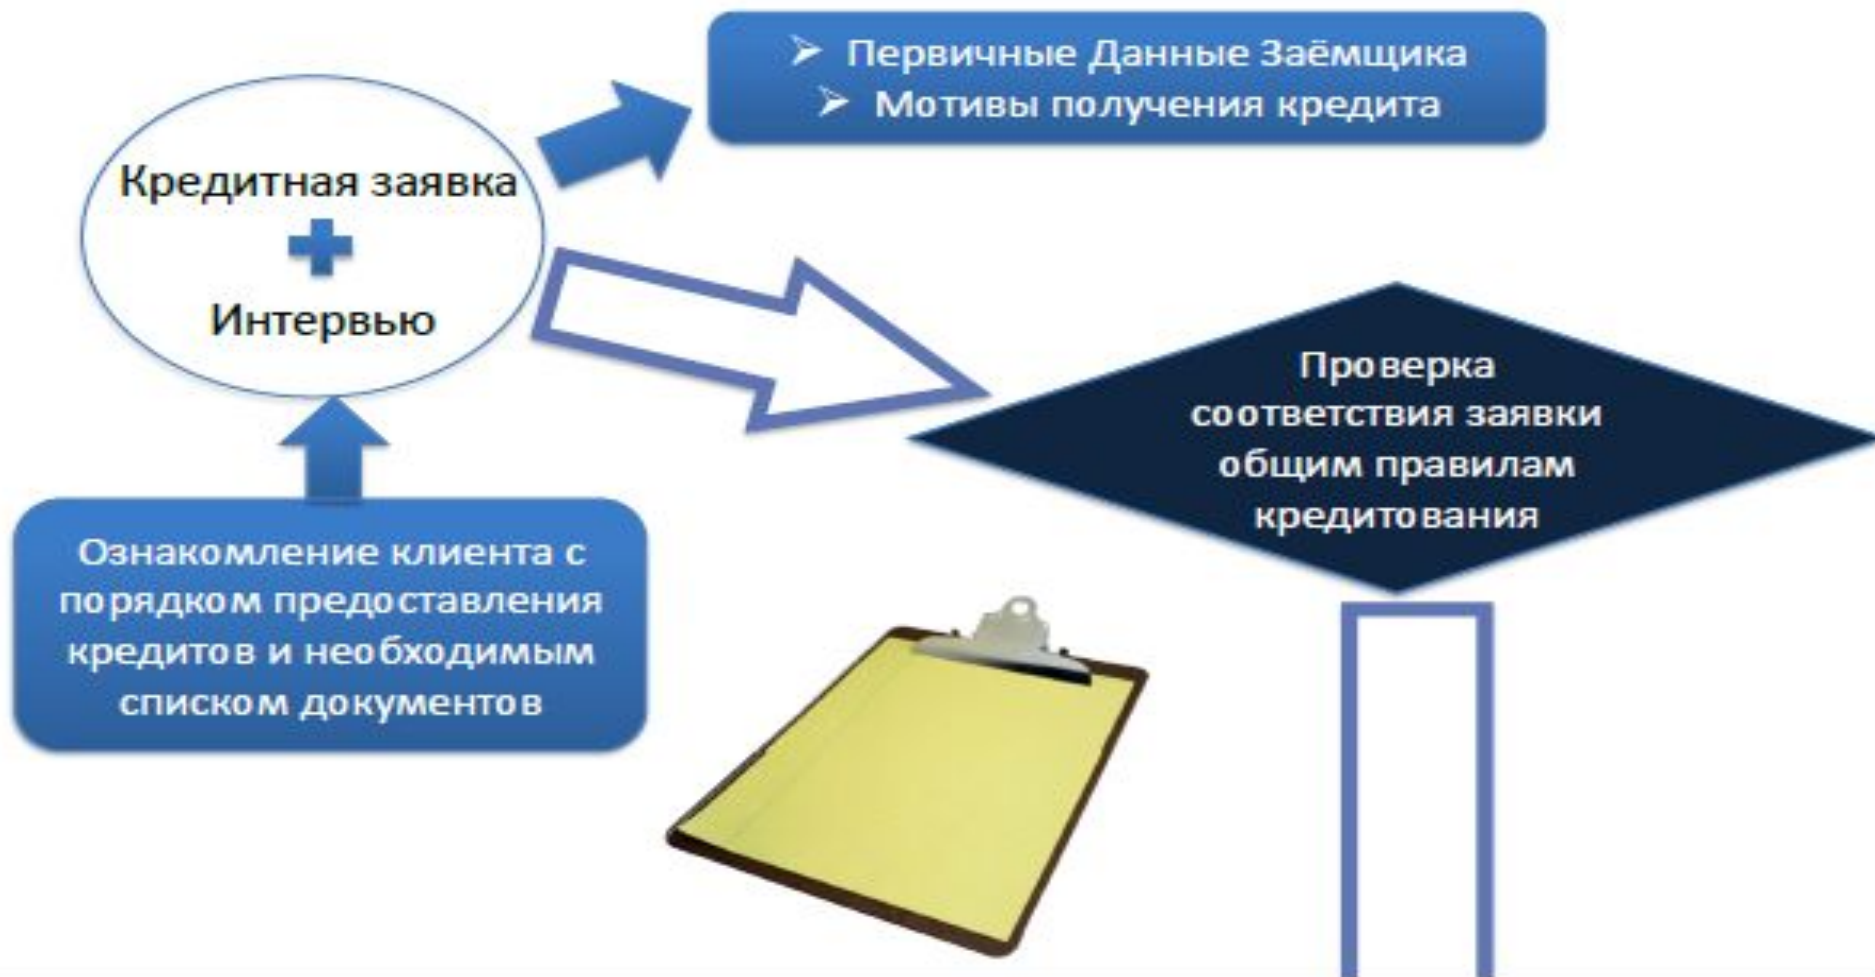 ➢ Первичные Данные Заёмщика
➢ Мотивы получения кредита
Кредитная заявка
Интервью
Проверка
соответствия заявки
общим правилам
кредитования
Ознакомление клиента с
порядком предоставления
кредитов и необходимым
списком документов